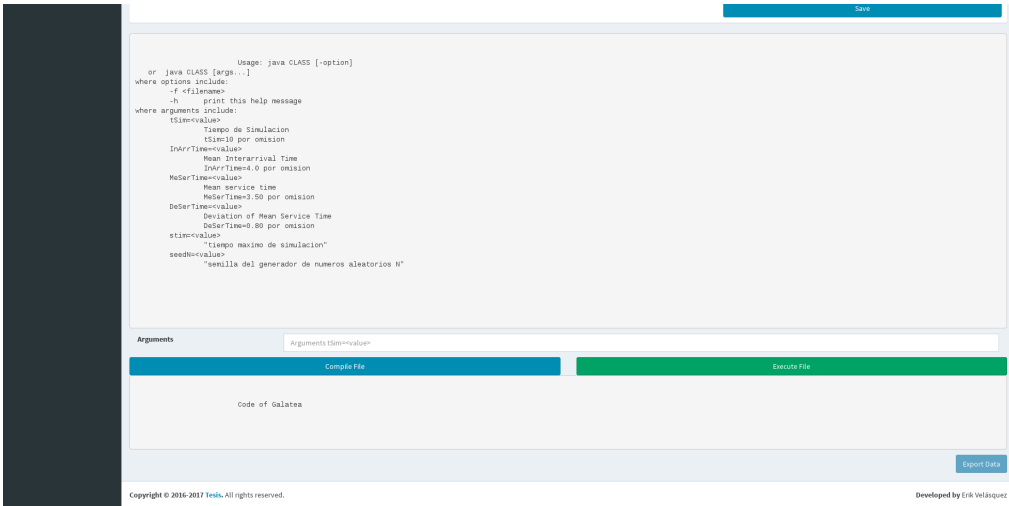 Save
Usage: java CLASS [-option]
or java CLASS [args...]
where options include:
-f <filename>
-h print this help message
where arguments include:
tSim=<value>
Tiempo de Simulacion
tSim=10 por omision
InArrTime=<value>
Mean Interarrival Time
InArrTime=4.0 por omision
MeSerTime=<value>
Mean service time
MeSerTime=3.50 por omision
DeSerTime=<value>
Deviation of Mean Service Time
DeSerTime=0.80 por omision
stim=<value>
"tiempo maximo de simulacion"
seedN=<value>
"semilla del generador de numeros aleatorios N"
Arguments
Arguments tSim=<value>
Compile File
Execute File
Code of Galatea
Export Data
Copyright © 2016-2017 Tesis. All rights reserved.
Developed by Erik Velásquez